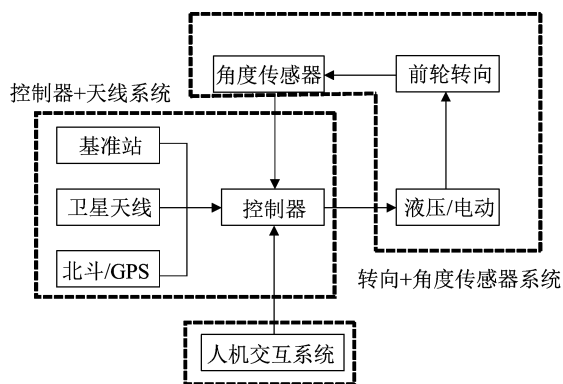 角度传感器
前轮转向
控制器+天线系统
基准站
卫星天线
控制器
液压/电动
北斗/GPS
转向+角度传感器系统
人机交互系统